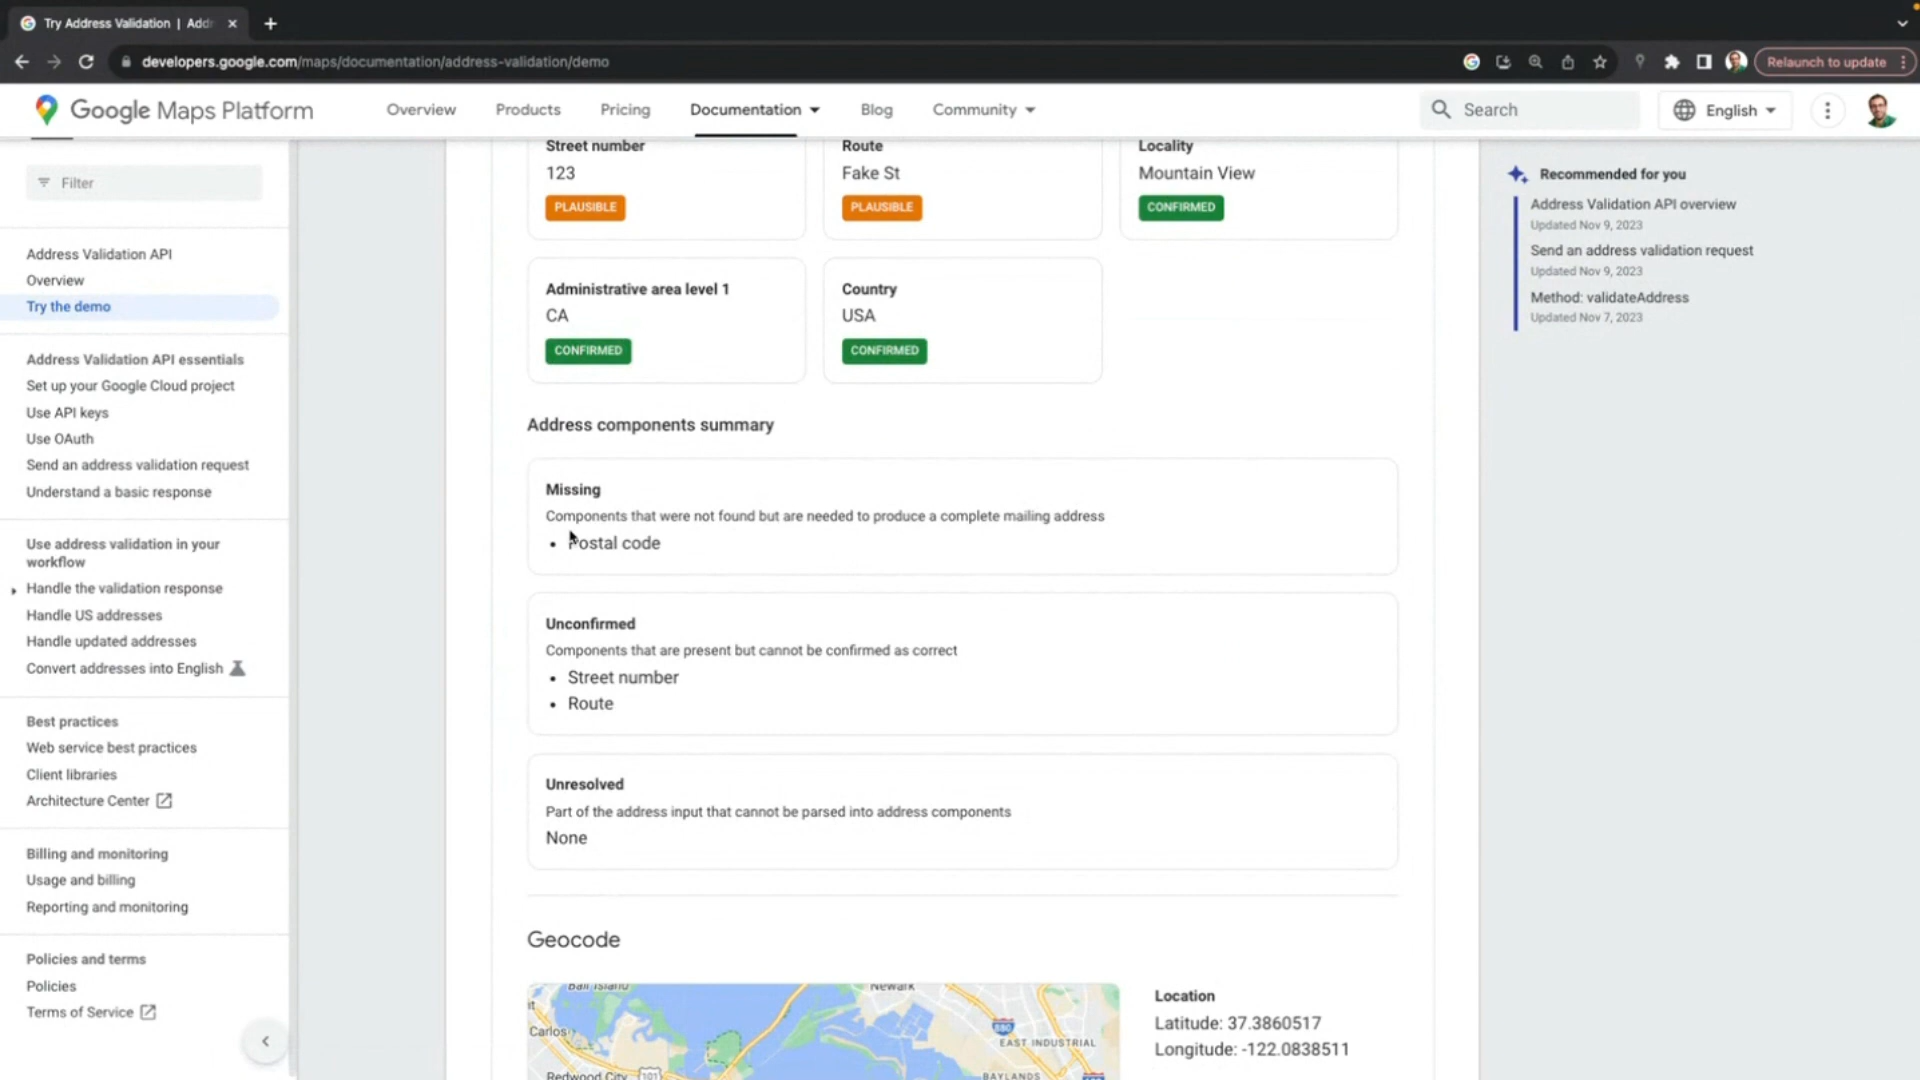 Try Address Validation | Add
developers.google.com/maps/documentation/address-validation/demo
Relaunch to update
Google Maps Platform
Overview
Products
Pricing
Documentation
Blog
Community
Search
English
Filter
Address Validation API
Overview
Try the demo
Address Validation API essentials
Set up your Google Cloud project
Use API keys
Use OAuth
Send an address validation request
Understand a basic response
Use address validation in your
workflow
Handle the validation response
Handle US addresses
Handle updated addresses
Convert addresses into English
Best practices
Web service best practices
Client libraries
Architecture Center
Billing and monitoring
Usage and billing
Reporting and monitoring
Policies and terms
Policies
Terms of Service
Street number
123
PLAUSIBLE
Route
Fake St
PLAUSIBLE
Locality
Mountain View
CONFIRMED
Administrative area level 1
CA
CONFIRMED
Country
USA
CONFIRMED
Address components summary
Missing
Components that were not found but are needed to produce a complete mailing address
• Postal code
Unconfirmed
Components that are present but cannot be confirmed as correct
• Street number
• Route
Unresolved
Part of the address input that cannot be parsed into address components
None
Geocode
Bair Island
Newark
Carlos
880
EAST INDUSTRIAL
Redwood City
101
BAYLANDS
Location
Latitude: 37.3860517
Longitude: -122.0838511
Recommended for you
Address Validation API overview
Updated Nov 9, 2023
Send an address validation request
Updated Nov 9, 2023
Method: validateAddress
Updated Nov 7, 2023